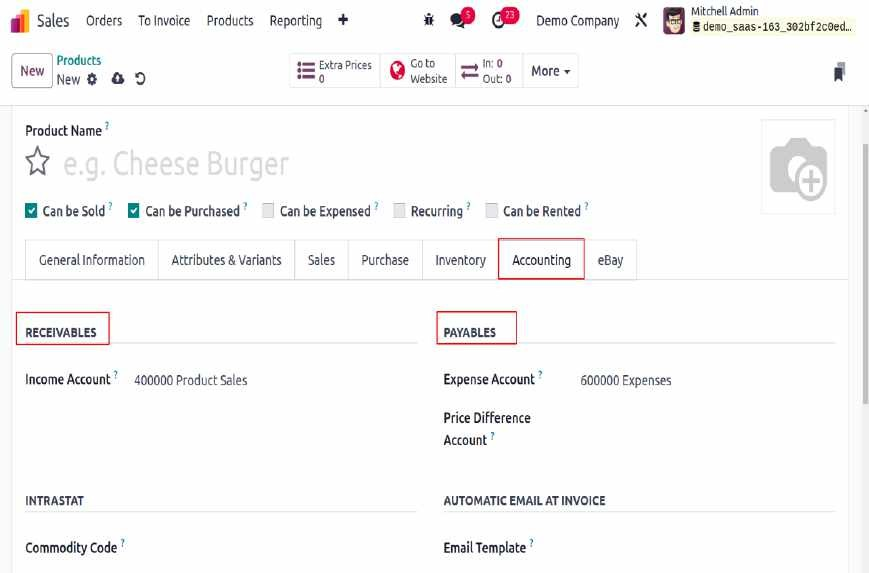 Sales Orders To Invoice Products Reporting + 5 23 Demo Company Mitchell Admin
demo_saas-163_302bf2c0ed…
New Products Extra Prices Go to In: 0 More
New 0 Website Out: 0
Product Name ?
e.g. Cheese Burger
Can be Sold ? Can be Purchased ? Can be Expensed ? Recurring ? Can be Rented ?
General Information Attributes & Variants Sales Purchase Inventory Accounting eBay
RECEIVABLES PAYABLES
Income Account ? 400000 Product Sales Expense Account ? 600000 Expenses
Price Difference
Account ?
INTRASTAT AUTOMATIC EMAIL AT INVOICE
Commodity Code ? Email Template ?